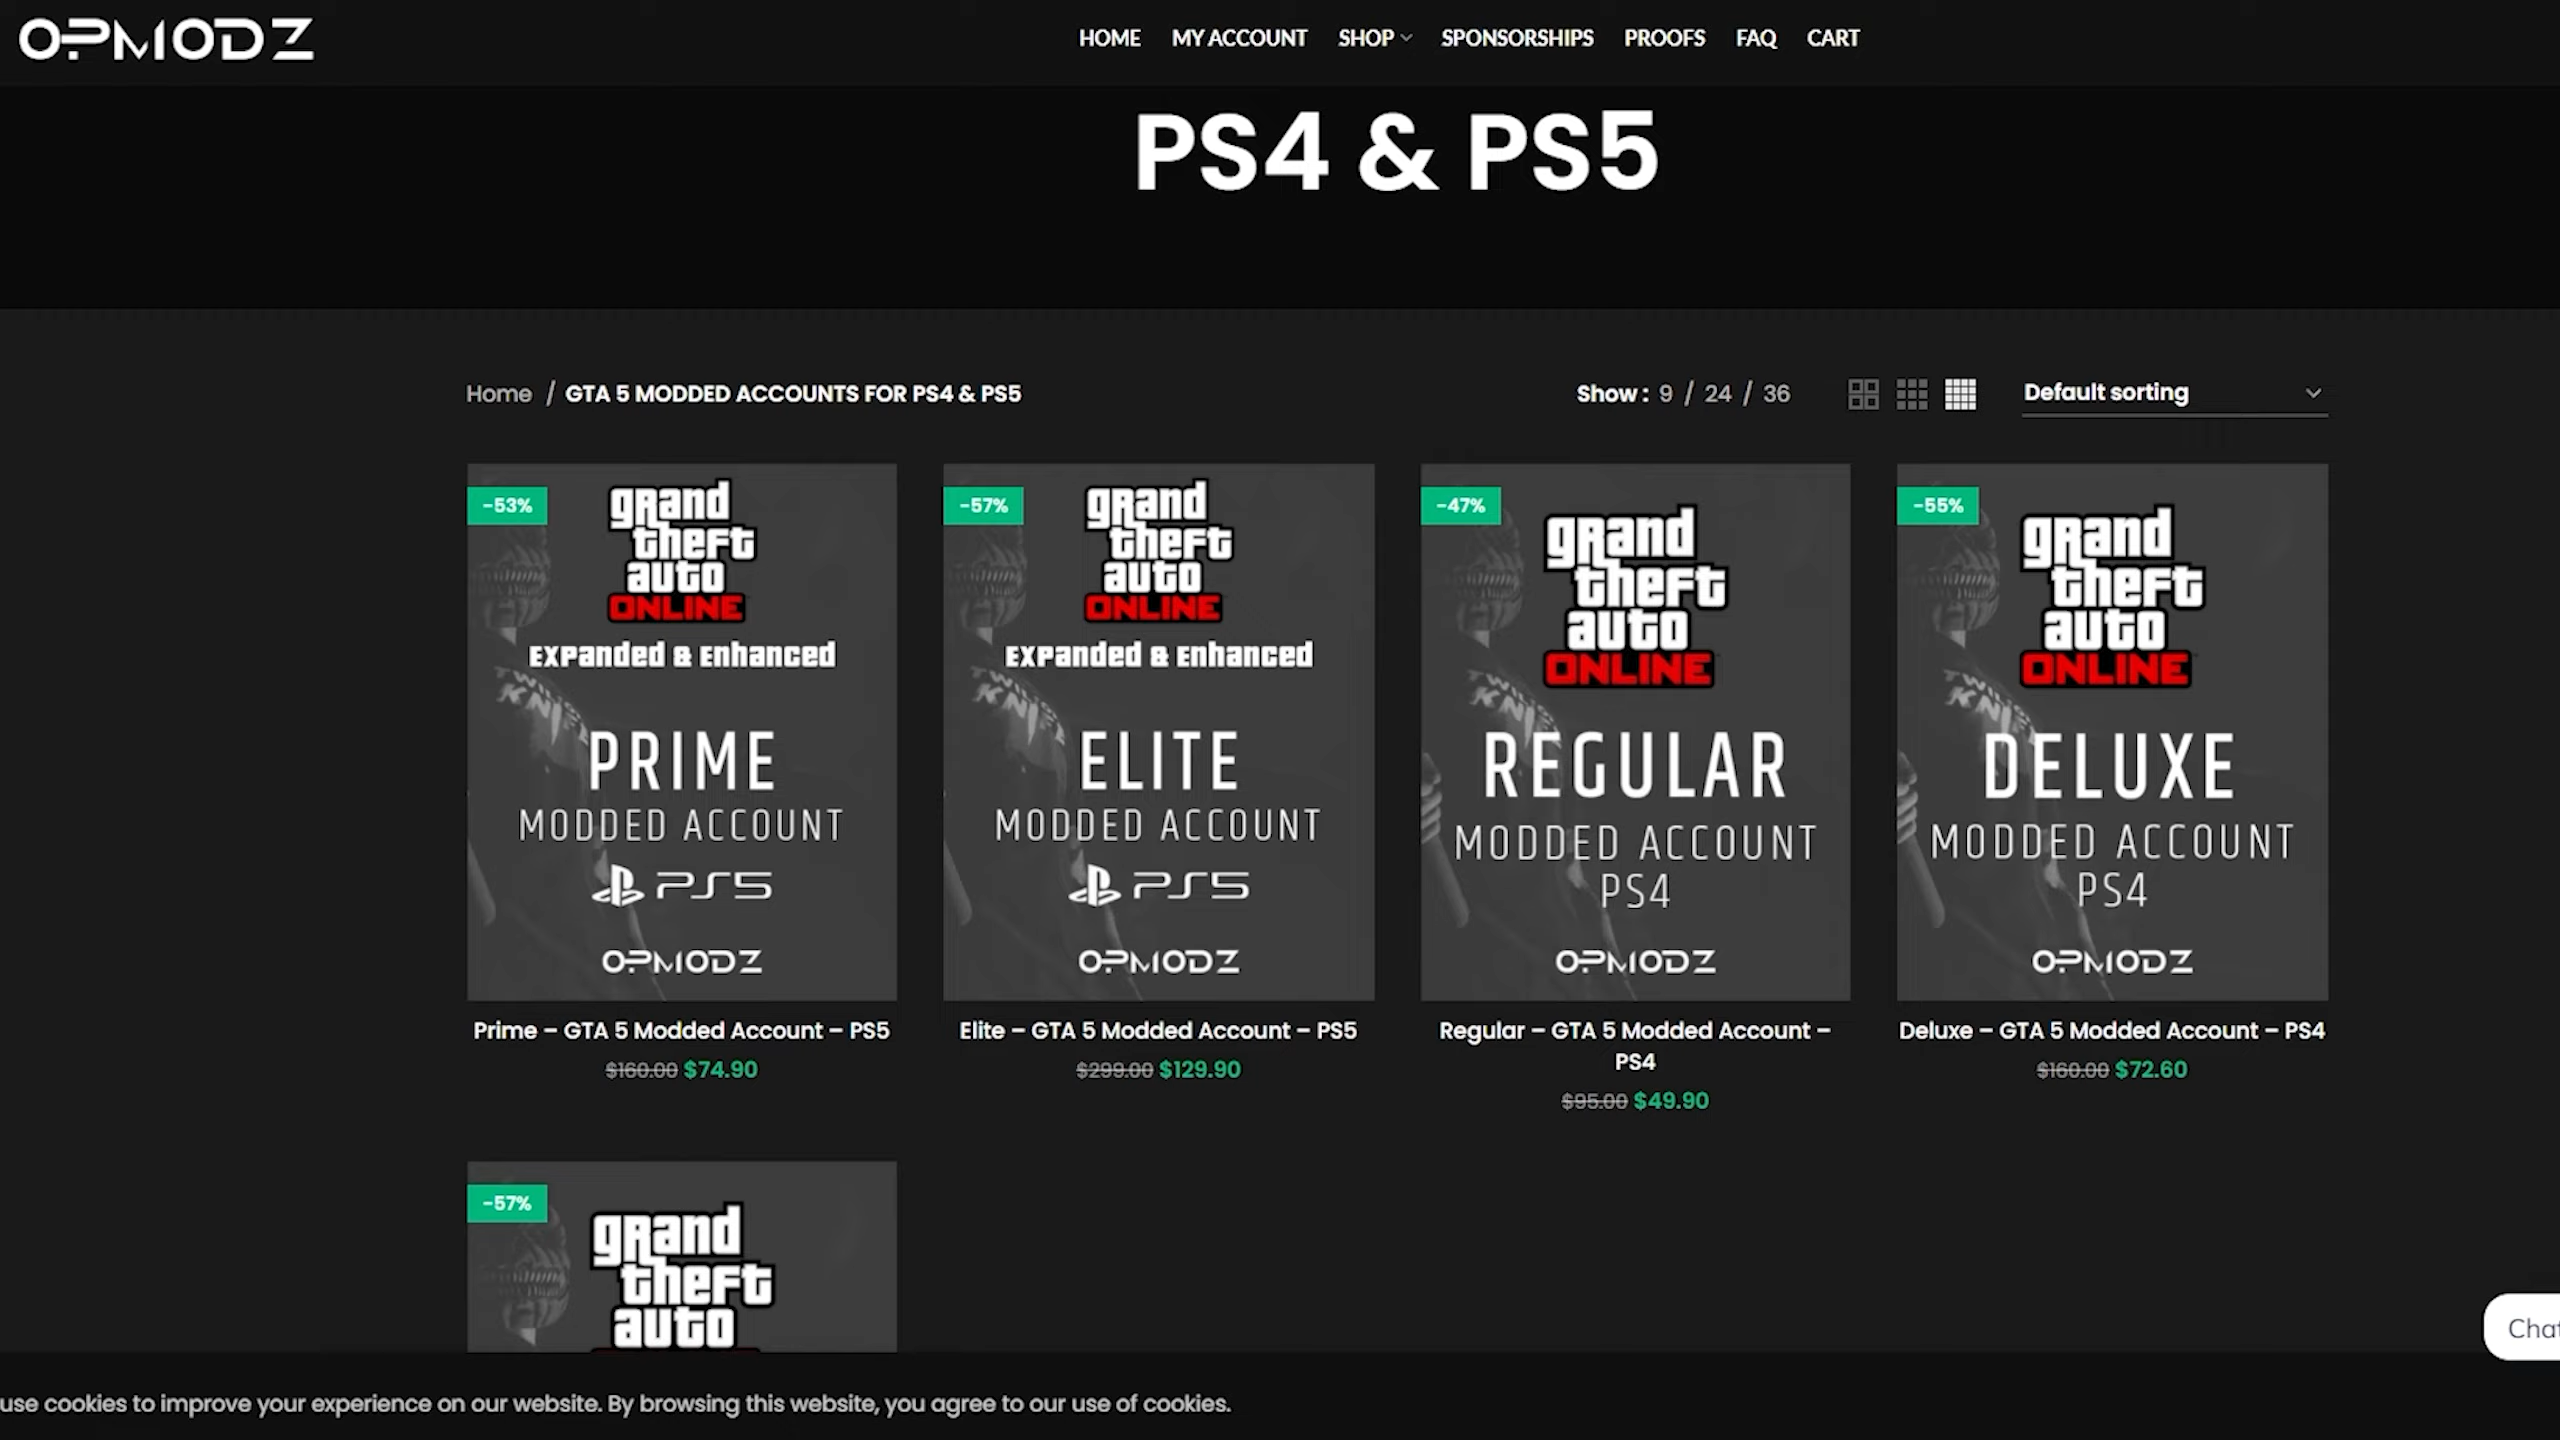 OPMODZ
HOME MY ACCOUNT SHOP SPONSORSHIPS PROOFS FAQ CART
PS4 & PS5
Home / GTA 5 MODDED ACCOUNTS FOR PS4 & PS5
Show : 9 / 24 / 36
Default sorting
-53%
grand
theft
auto
ONLINE
Expanded & Enhanced
TWILIGHT
KNIFE
PRIME
MODDED ACCOUNT
PS5
OPMODZ
Prime – GTA 5 Modded Account – PS5
$160.00 $74.90
-57%
grand
theft
auto
ONLINE
Expanded & Enhanced
ELITE
MODDED ACCOUNT
PS5
OPMODZ
Elite – GTA 5 Modded Account – PS5
$299.00 $129.90
-47%
grand
theft
auto
ONLINE
REGULAR
MODDED ACCOUNT
PS4
OPMODZ
Regular – GTA 5 Modded Account –
PS4
$95.00 $49.90
-55%
grand
theft
auto
ONLINE
DELUXE
MODDED ACCOUNT
PS4
OPMODZ
Deluxe – GTA 5 Modded Account – PS4
$160.00 $72.60
-57%
grand
theft
auto
Chat
use cookies to improve your experience on our website. By browsing this website, you agree to our use of cookies.